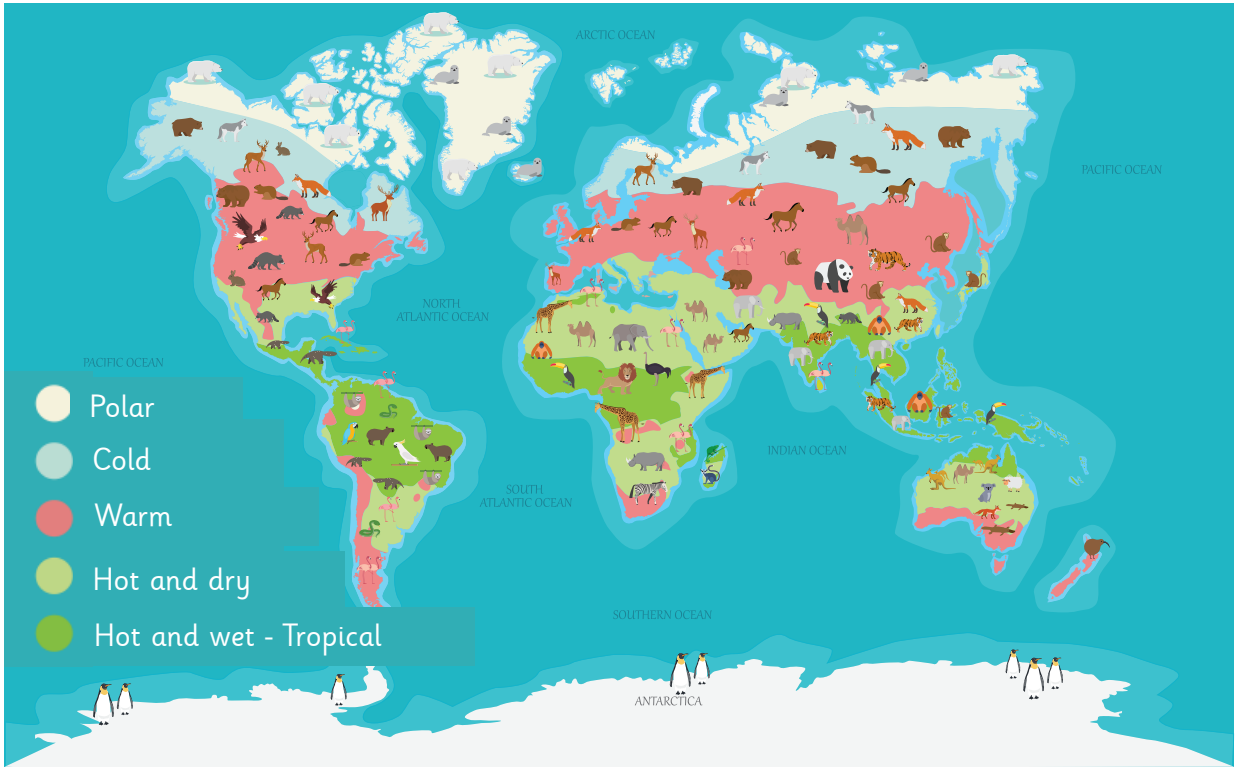 ARCTIC OCEAN
PACIFIC OCEAN
NORTH
ATLANTIC OCEAN
PACIFIC OCEAN
Polar
Cold
Warm
Hot and dry
Hot and wet - Tropical
INDIAN OCEAN
SOUTH
ATLANTIC OCEAN
SOUTHERN OCEAN
ANTARCTICA